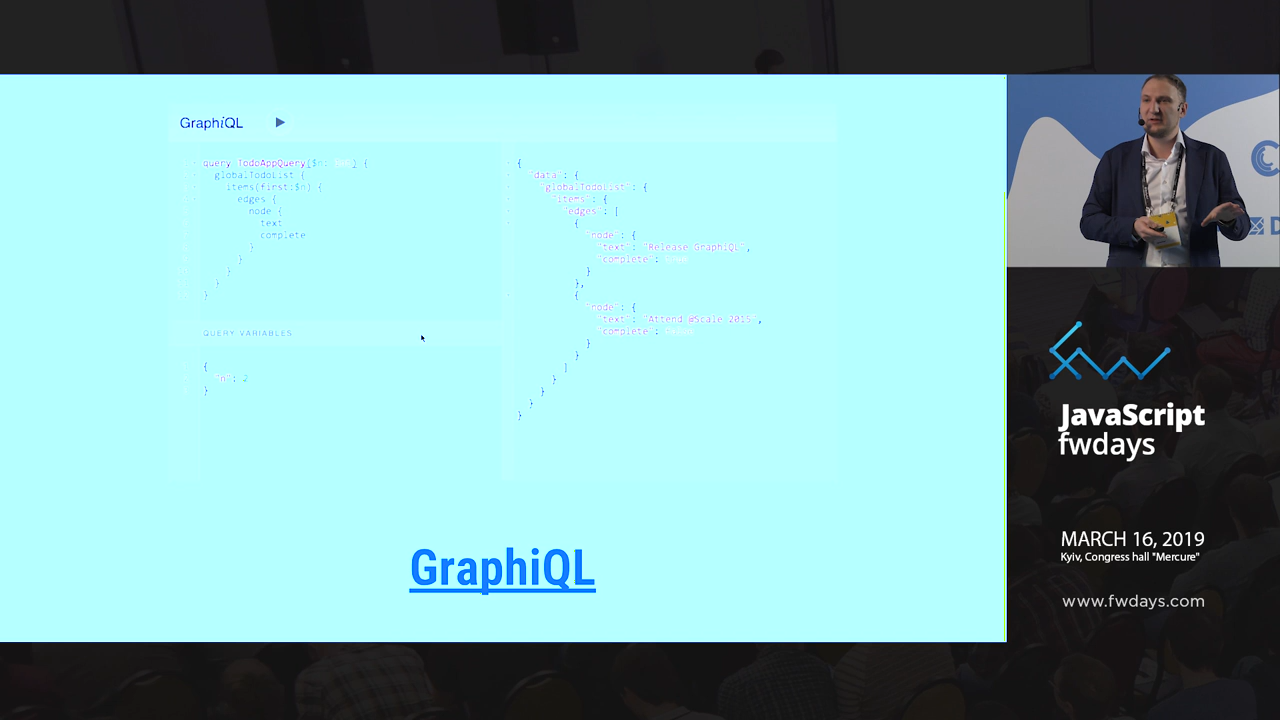 GraphiQL
query TodoAppQuery($n: Int) {
globalTodoList {
items(first:$n) {
edges {
node {
text
complete
}
}
}
}
}
QUERY VARIABLES
{
"n": 2
}
{
"data": {
"globalTodoList": {
"items": {
"edges": [
{
"node": {
"text": "Release GraphiQL",
"complete":
}
},
{
"node": {
"text": "Attend @Scale 2015",
"complete": false
}
}
]
}
}
}
}
GraphiQL
JavaScript
fwdays
MARCH 16, 2019
Kyiv, Congress hall "Mercure"
www.fwdays.com